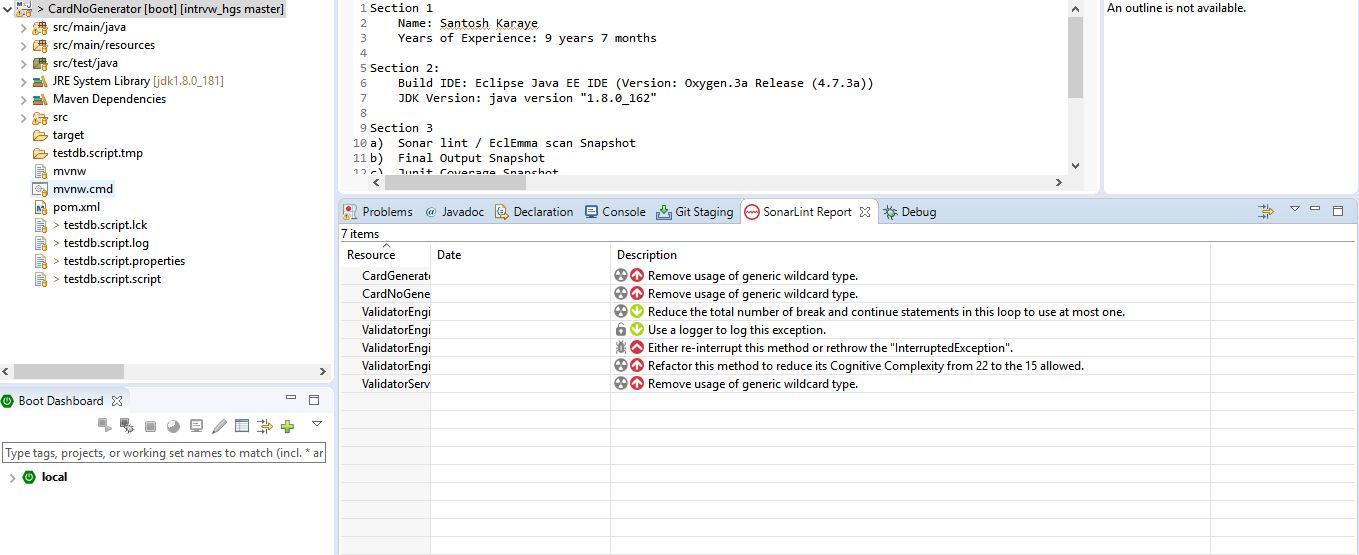 > CardNoGenerator [boot] [intrvw_hgs master]
src/main/java
src/main/resources
src/test/java
JRE System Library [jdk1.8.0_181]
Maven Dependencies
src
target
testdb.script.tmp
mvnw
mvnw.cmd
pom.xml
> testdb.script.lck
> testdb.script.log
> testdb.script.properties
> testdb.script.script
Boot Dashboard
Type tags, projects, or working set names to match (incl. * ar
local
1 Section 1
2 Name: Santosh Karaye
3 Years of Experience: 9 years 7 months
4
5 Section 2:
6 Build IDE: Eclipse Java EE IDE (Version: Oxygen.3a Release (4.7.3a))
7 JDK Version: java version "1.8.0_162"
8
9 Section 3
10 a) Sonar lint / EclEmma scan Snapshot
11 b) Final Output Snapshot
12 c) Junit Coverage Snapshot
An outline is not available.
Problems @ Javadoc Declaration Console Git Staging SonarLint Report Debug
7 items
Resource Date Description
CardGenerato Remove usage of generic wildcard type.
CardNoGene Remove usage of generic wildcard type.
ValidatorEngi Reduce the total number of break and continue statements in this loop to use at most one.
ValidatorEngi Use a logger to log this exception.
ValidatorEngi Either re-interrupt this method or rethrow the "InterruptedException".
ValidatorEngi Refactor this method to reduce its Cognitive Complexity from 22 to the 15 allowed.
ValidatorServ Remove usage of generic wildcard type.